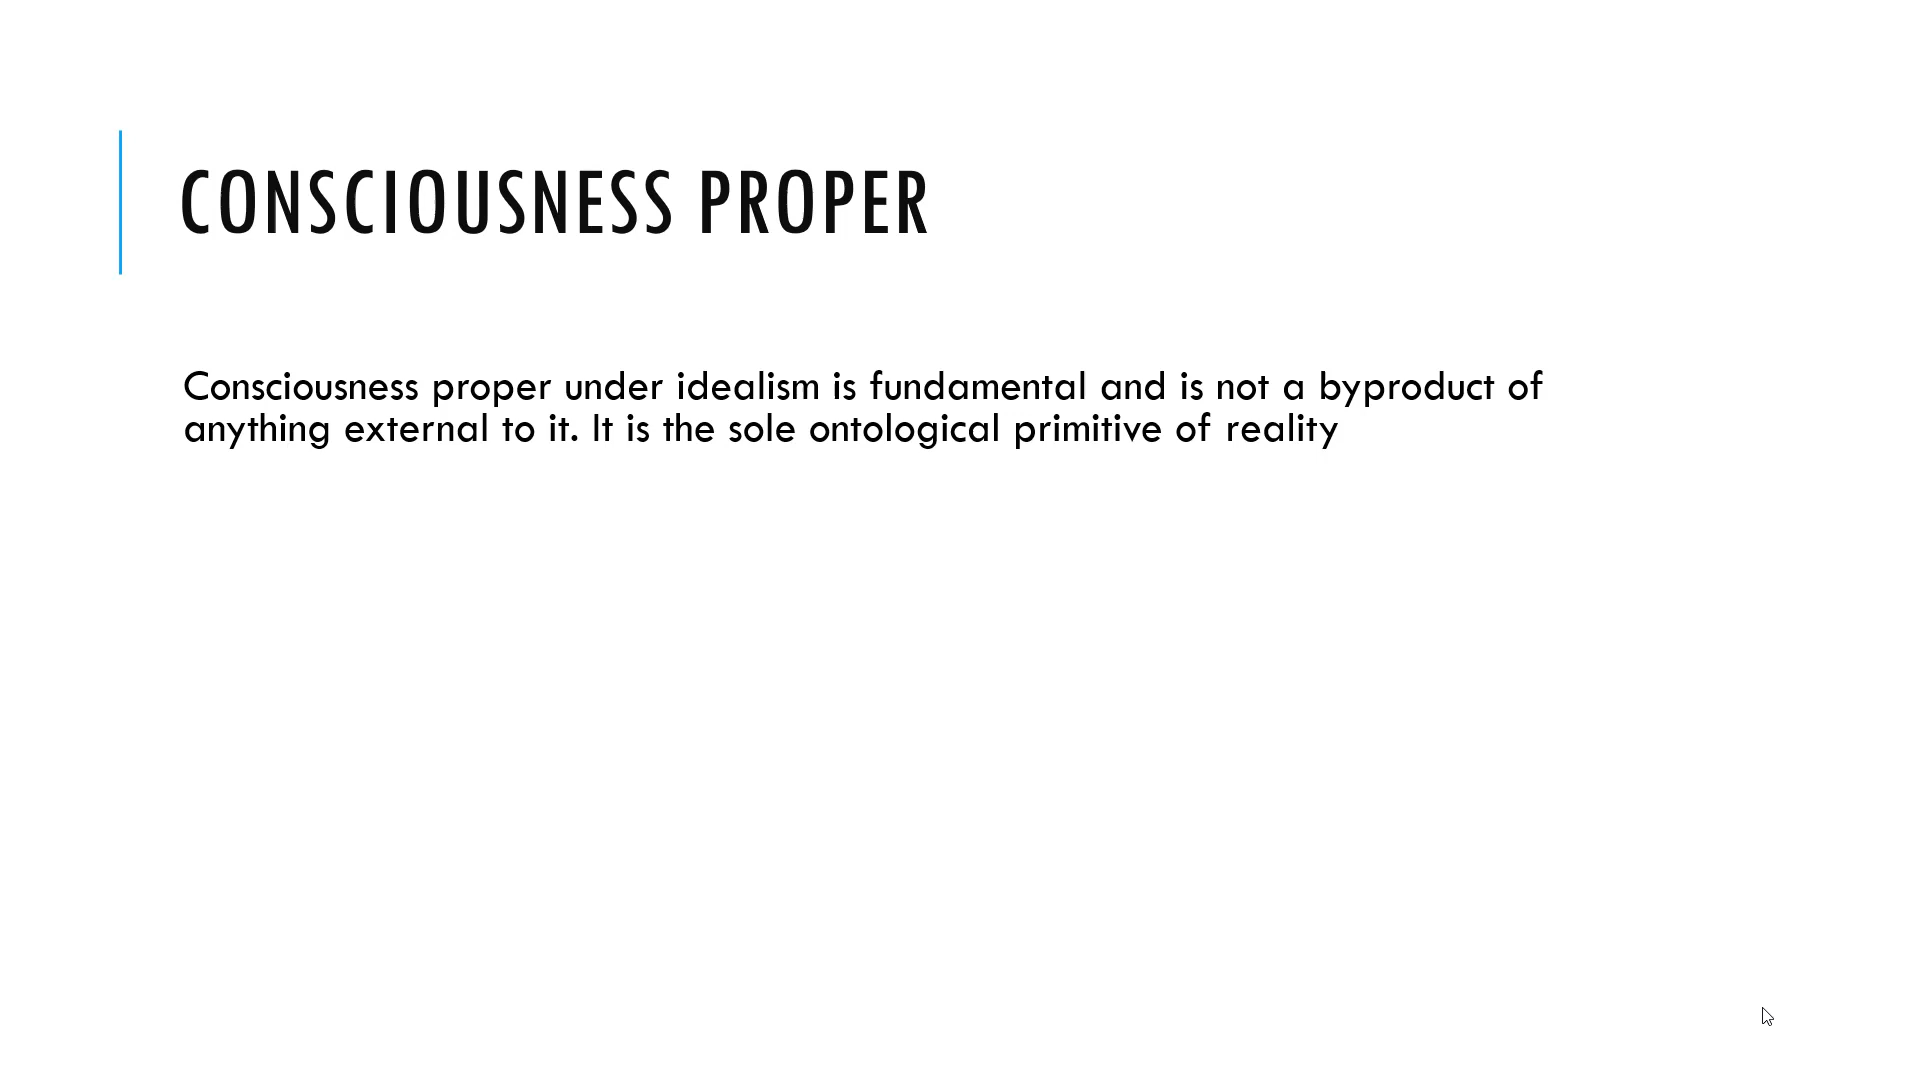 CONSCIOUSNESS PROPER
Consciousness proper under idealism is fundamental and is not a byproduct of
anything external to it. It is the sole ontological primitive of reality